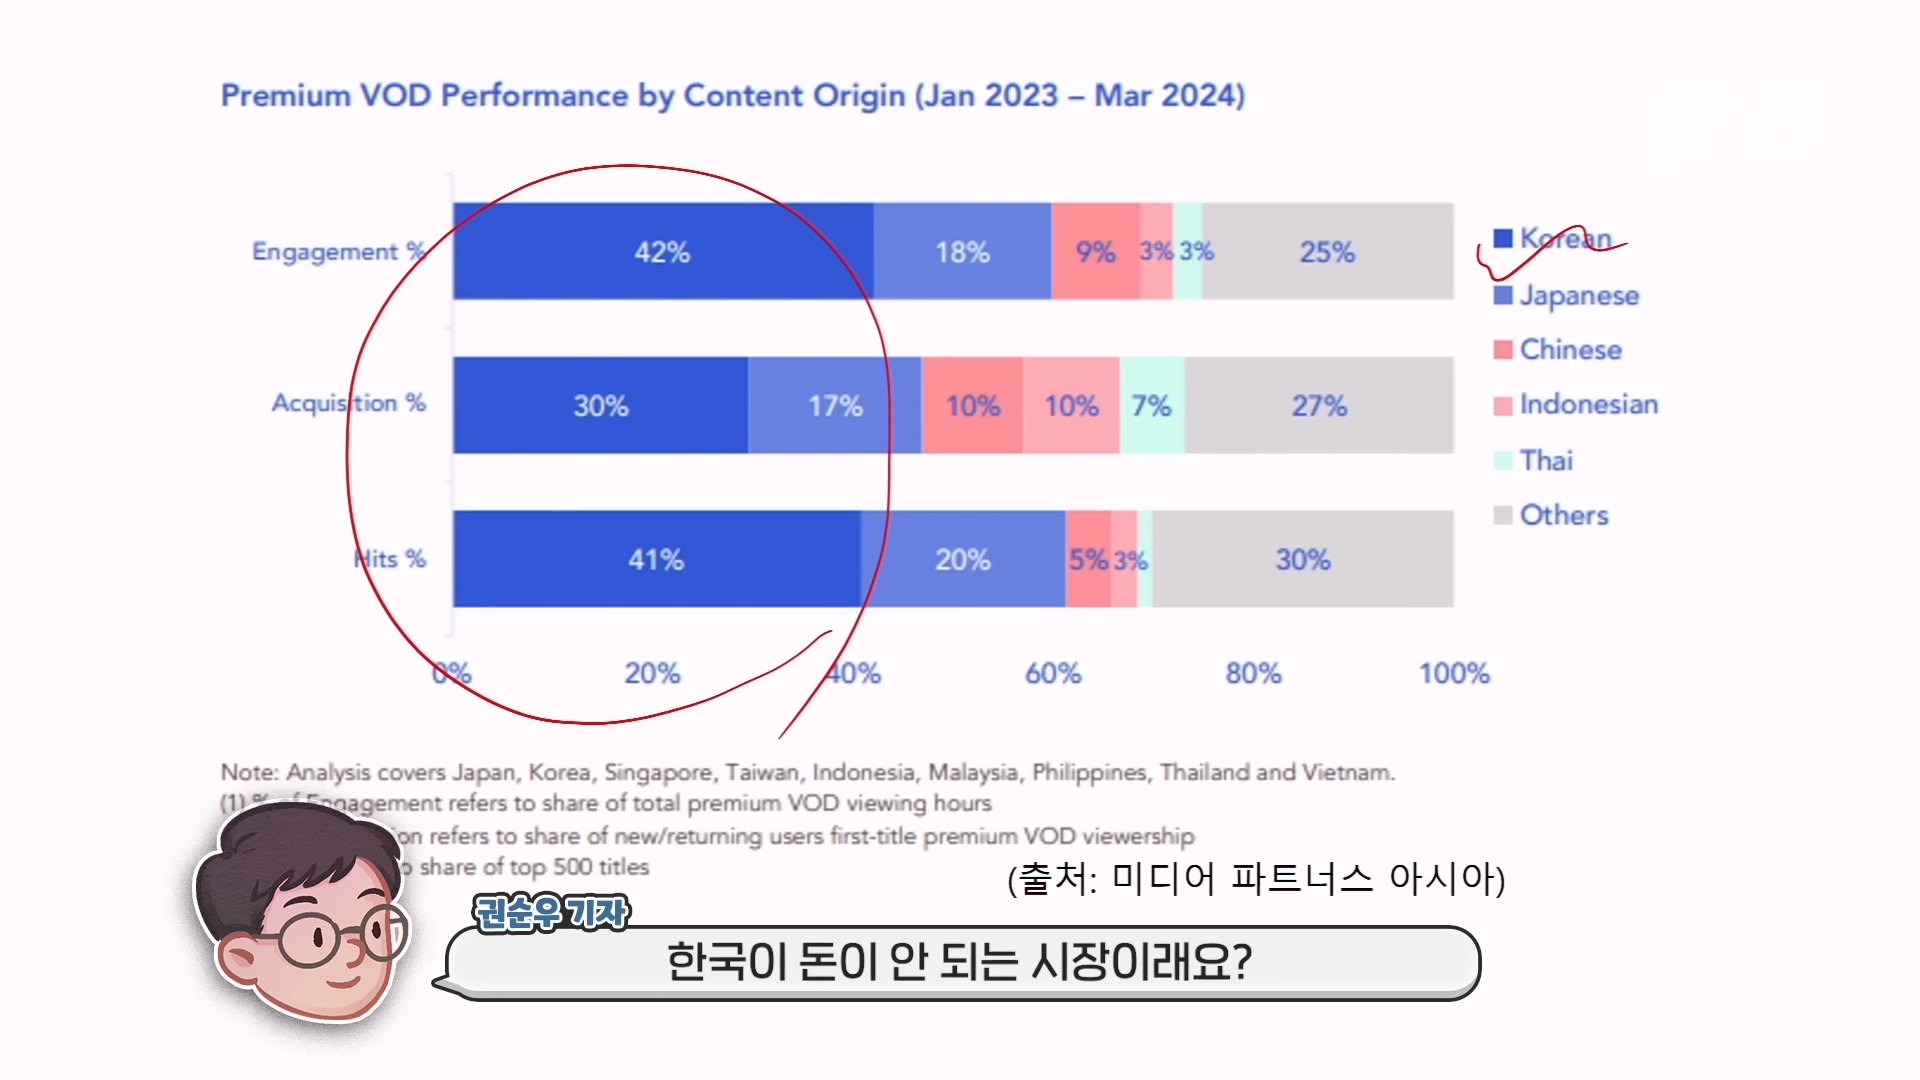 Premium VOD Performance by Content Origin (Jan 2023 – Mar 2024)
Engagement % 42% 18% 9% 3% 3% 25%
Acquisition % 30% 17% 10% 10% 7% 27%
Hits % 41% 20% 5% 3% 30%
0% 20% 40% 60% 80% 100%
Korean
Japanese
Chinese
Indonesian
Thai
Others
Note: Analysis covers Japan, Korea, Singapore, Taiwan, Indonesia, Malaysia, Philippines, Thailand and Vietnam.
(1) % of Engagement refers to share of total premium VOD viewing hours
refers to share of new/returning users first-title premium VOD viewership
share of top 500 titles
(출처: 미디어 파트너스 아시아)
권순우 기자
한국이 돈이 안 되는 시장이래요?